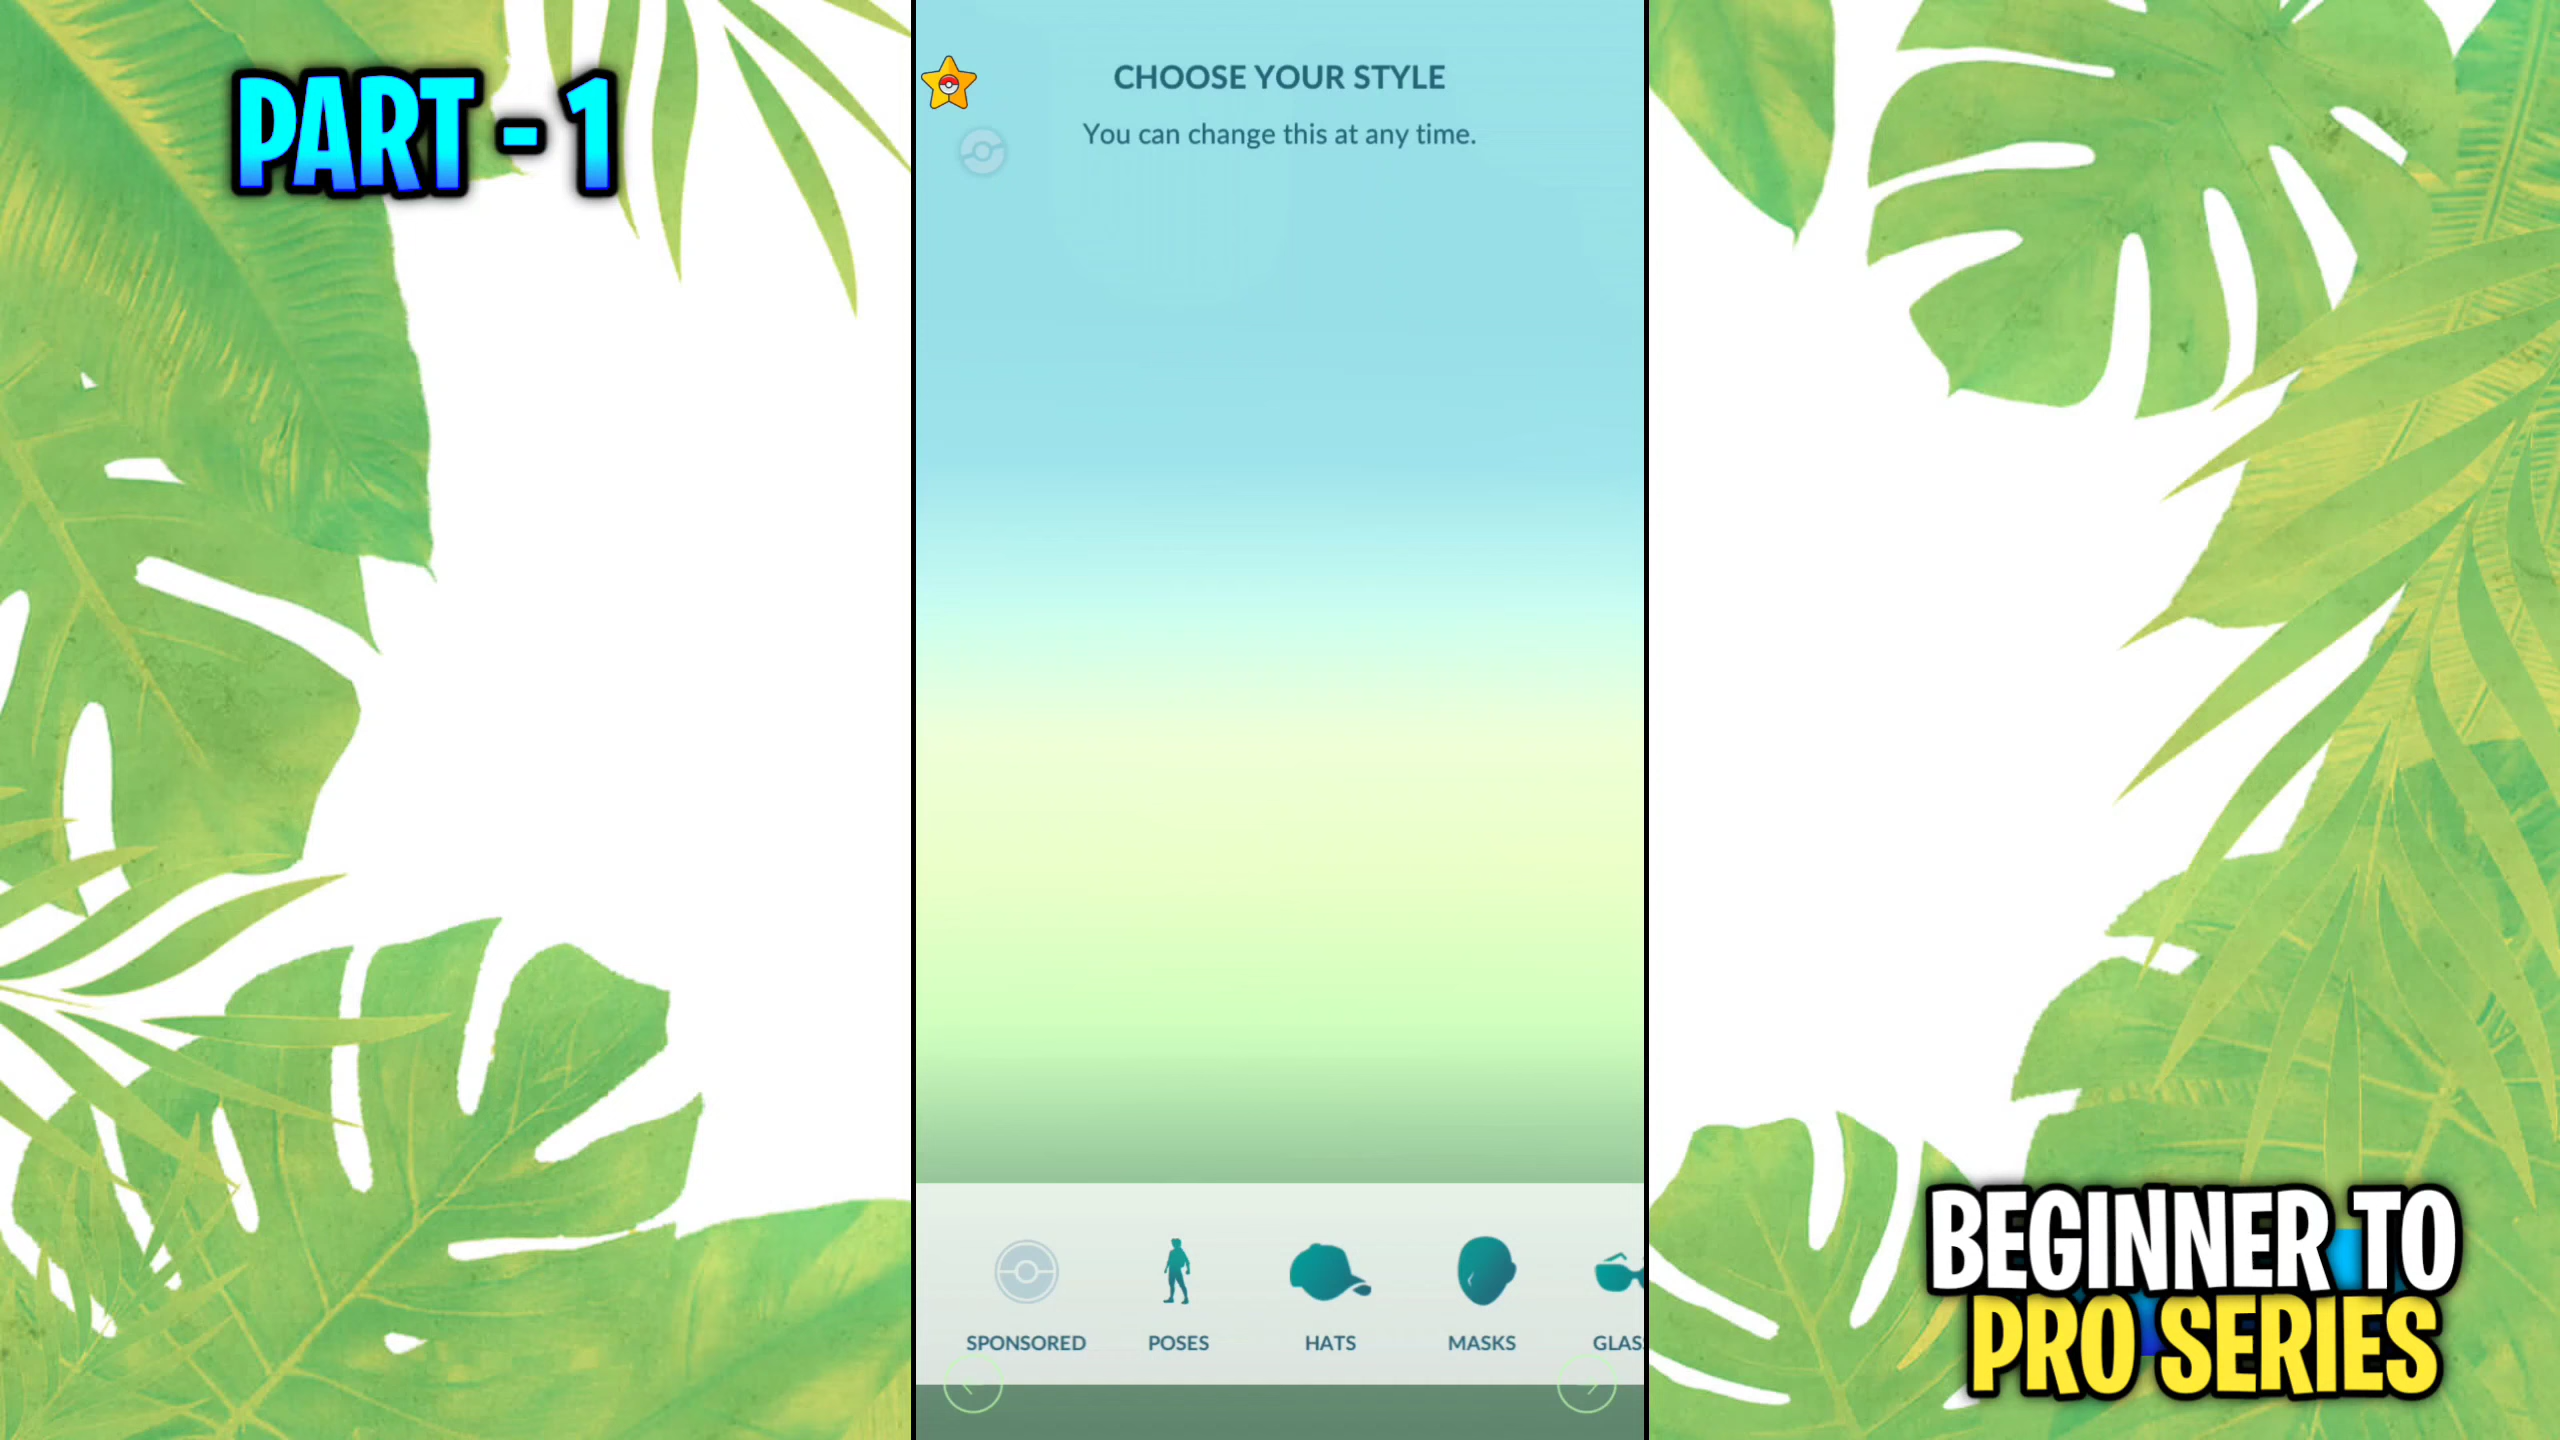 PART - 1
CHOOSE YOUR STYLE
You can change this at any time.
SPONSORED
POSES
HATS
MASKS
GLAS
BEGINNER TO
PRO SERIES